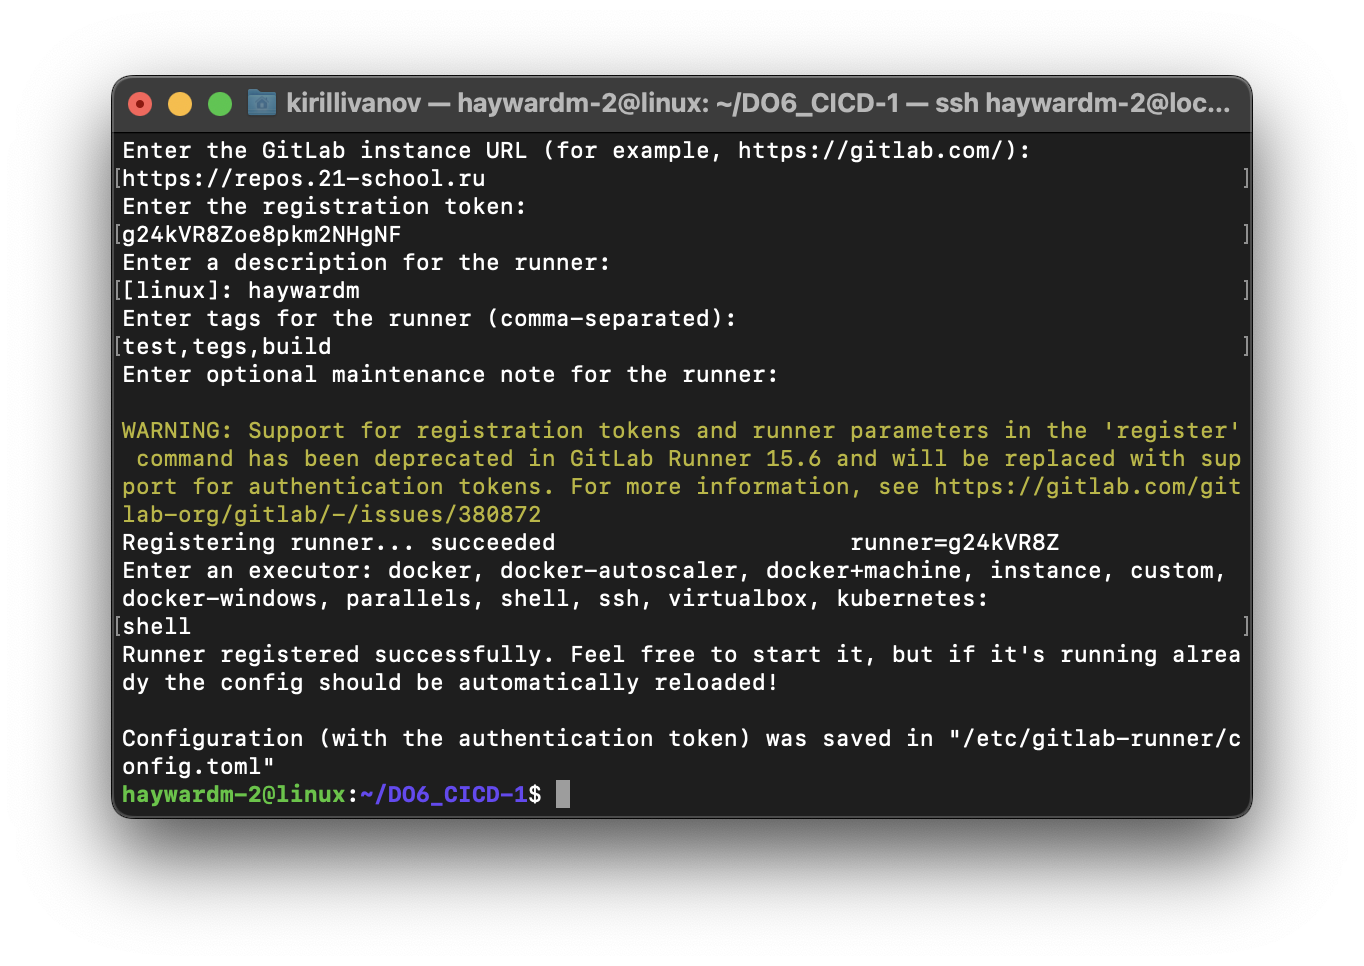 kirillivanov — haywardm-2@linux: ~/DO6_CICD-1 — ssh haywardm-2@loc...
Enter the GitLab instance URL (for example, https://gitlab.com/):
[https://repos.21-school.ru]
Enter the registration token:
[g24kVR8Zoe8pkm2NHgNF]
Enter a description for the runner:
[[linux]: haywardm]
Enter tags for the runner (comma-separated):
[test,tegs,build]
Enter optional maintenance note for the runner:
WARNING: Support for registration tokens and runner parameters in the 'register'
 command has been deprecated in GitLab Runner 15.6 and will be replaced with sup
port for authentication tokens. For more information, see https://gitlab.com/git
lab-org/gitlab/-/issues/380872
Registering runner... succeeded                     runner=g24kVR8Z
Enter an executor: docker, docker-autoscaler, docker+machine, instance, custom,
docker-windows, parallels, shell, ssh, virtualbox, kubernetes:
[shell]
Runner registered successfully. Feel free to start it, but if it's running alrea
dy the config should be automatically reloaded!
Configuration (with the authentication token) was saved in "/etc/gitlab-runner/c
onfig.toml"
haywardm-2@linux:~/DO6_CICD-1$